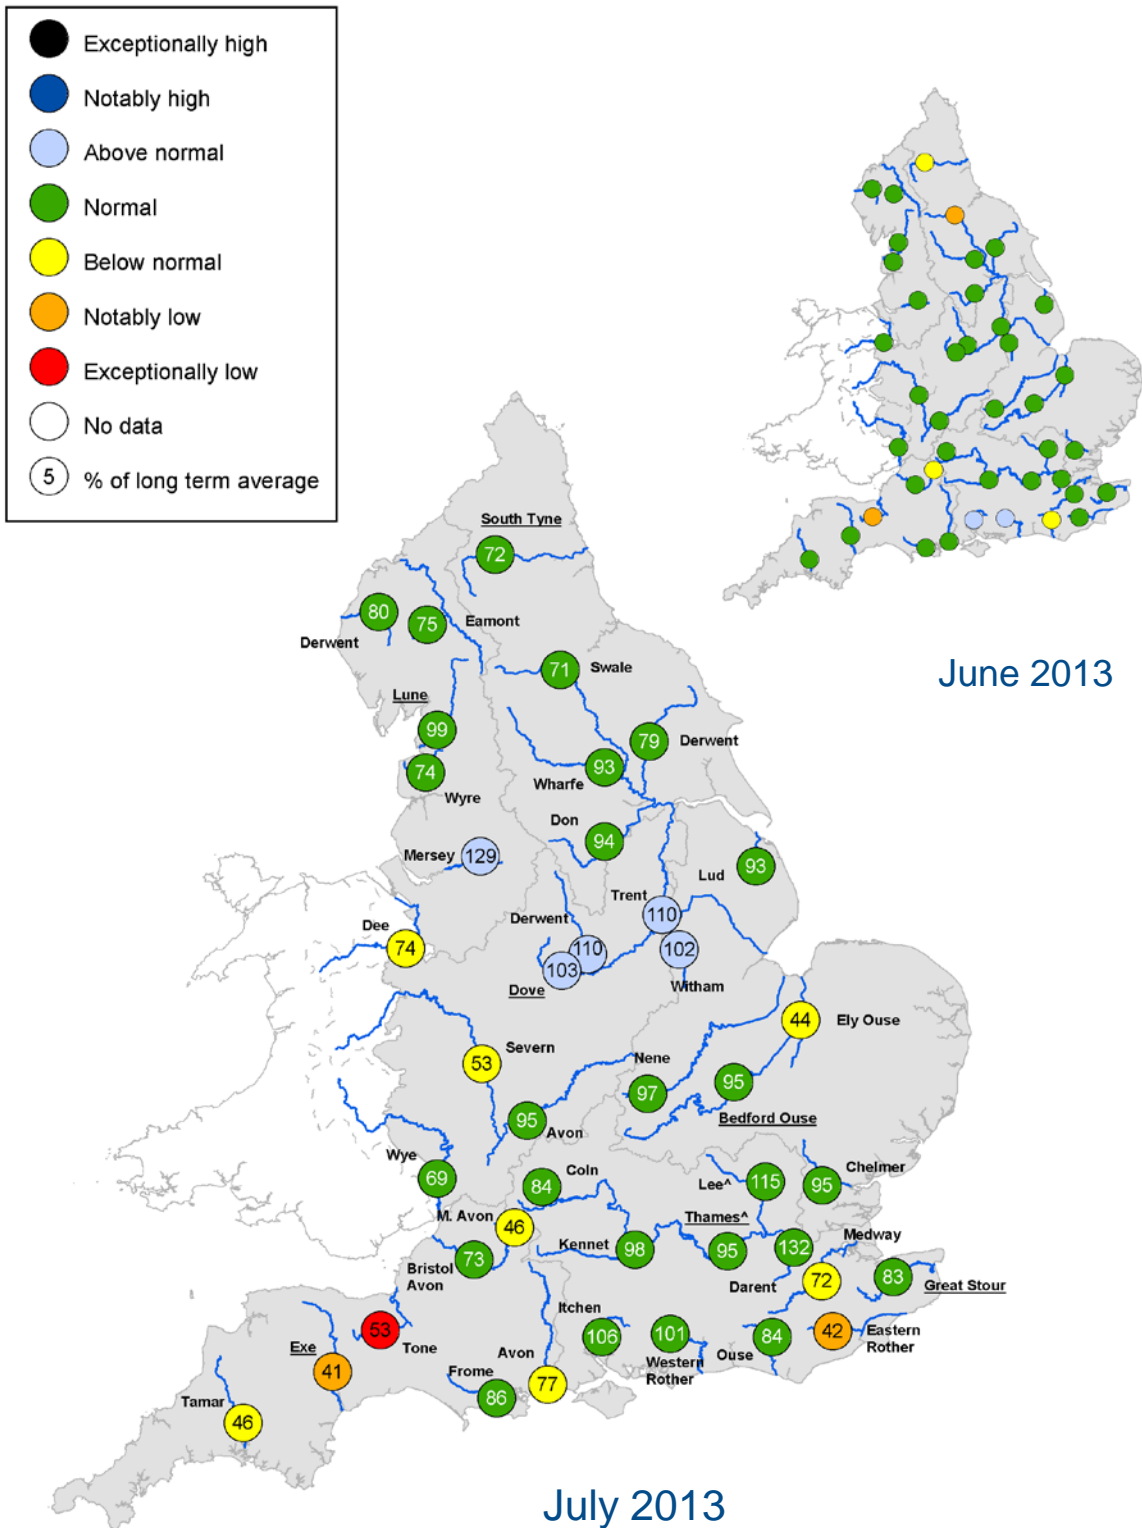 Exceptionally high
Notably high
Above normal
Normal
Below normal
Notably low
Exceptionally low
No data
5 % of long term average
June 2013
South Tyne
72
80
75
Eamont
Derwent
71
Swale
Lune
99
79
Derwent
93
Wharfe
74
Wyre
Don
94
Mersey
129
93
Lud
Trent
110
Derwent
Dee
74
110
102
103
Dove
Witham
44
Ely Ouse
Severn
53
Nene
97
95
Bedford Ouse
95
Avon
Wye
69
Coln
84
Lee^
115
Chelmer
95
M. Avon
46
Thames^
Kennet
98
95
132
Medway
73
Bristol
Avon
Darent
72
83
Great Stour
Itchen
106
101
Western
Rother
Ouse
84
42
Eastern
Rother
53
Tone
Exe
41
Avon
77
Frome
86
Tamar
46
July 2013